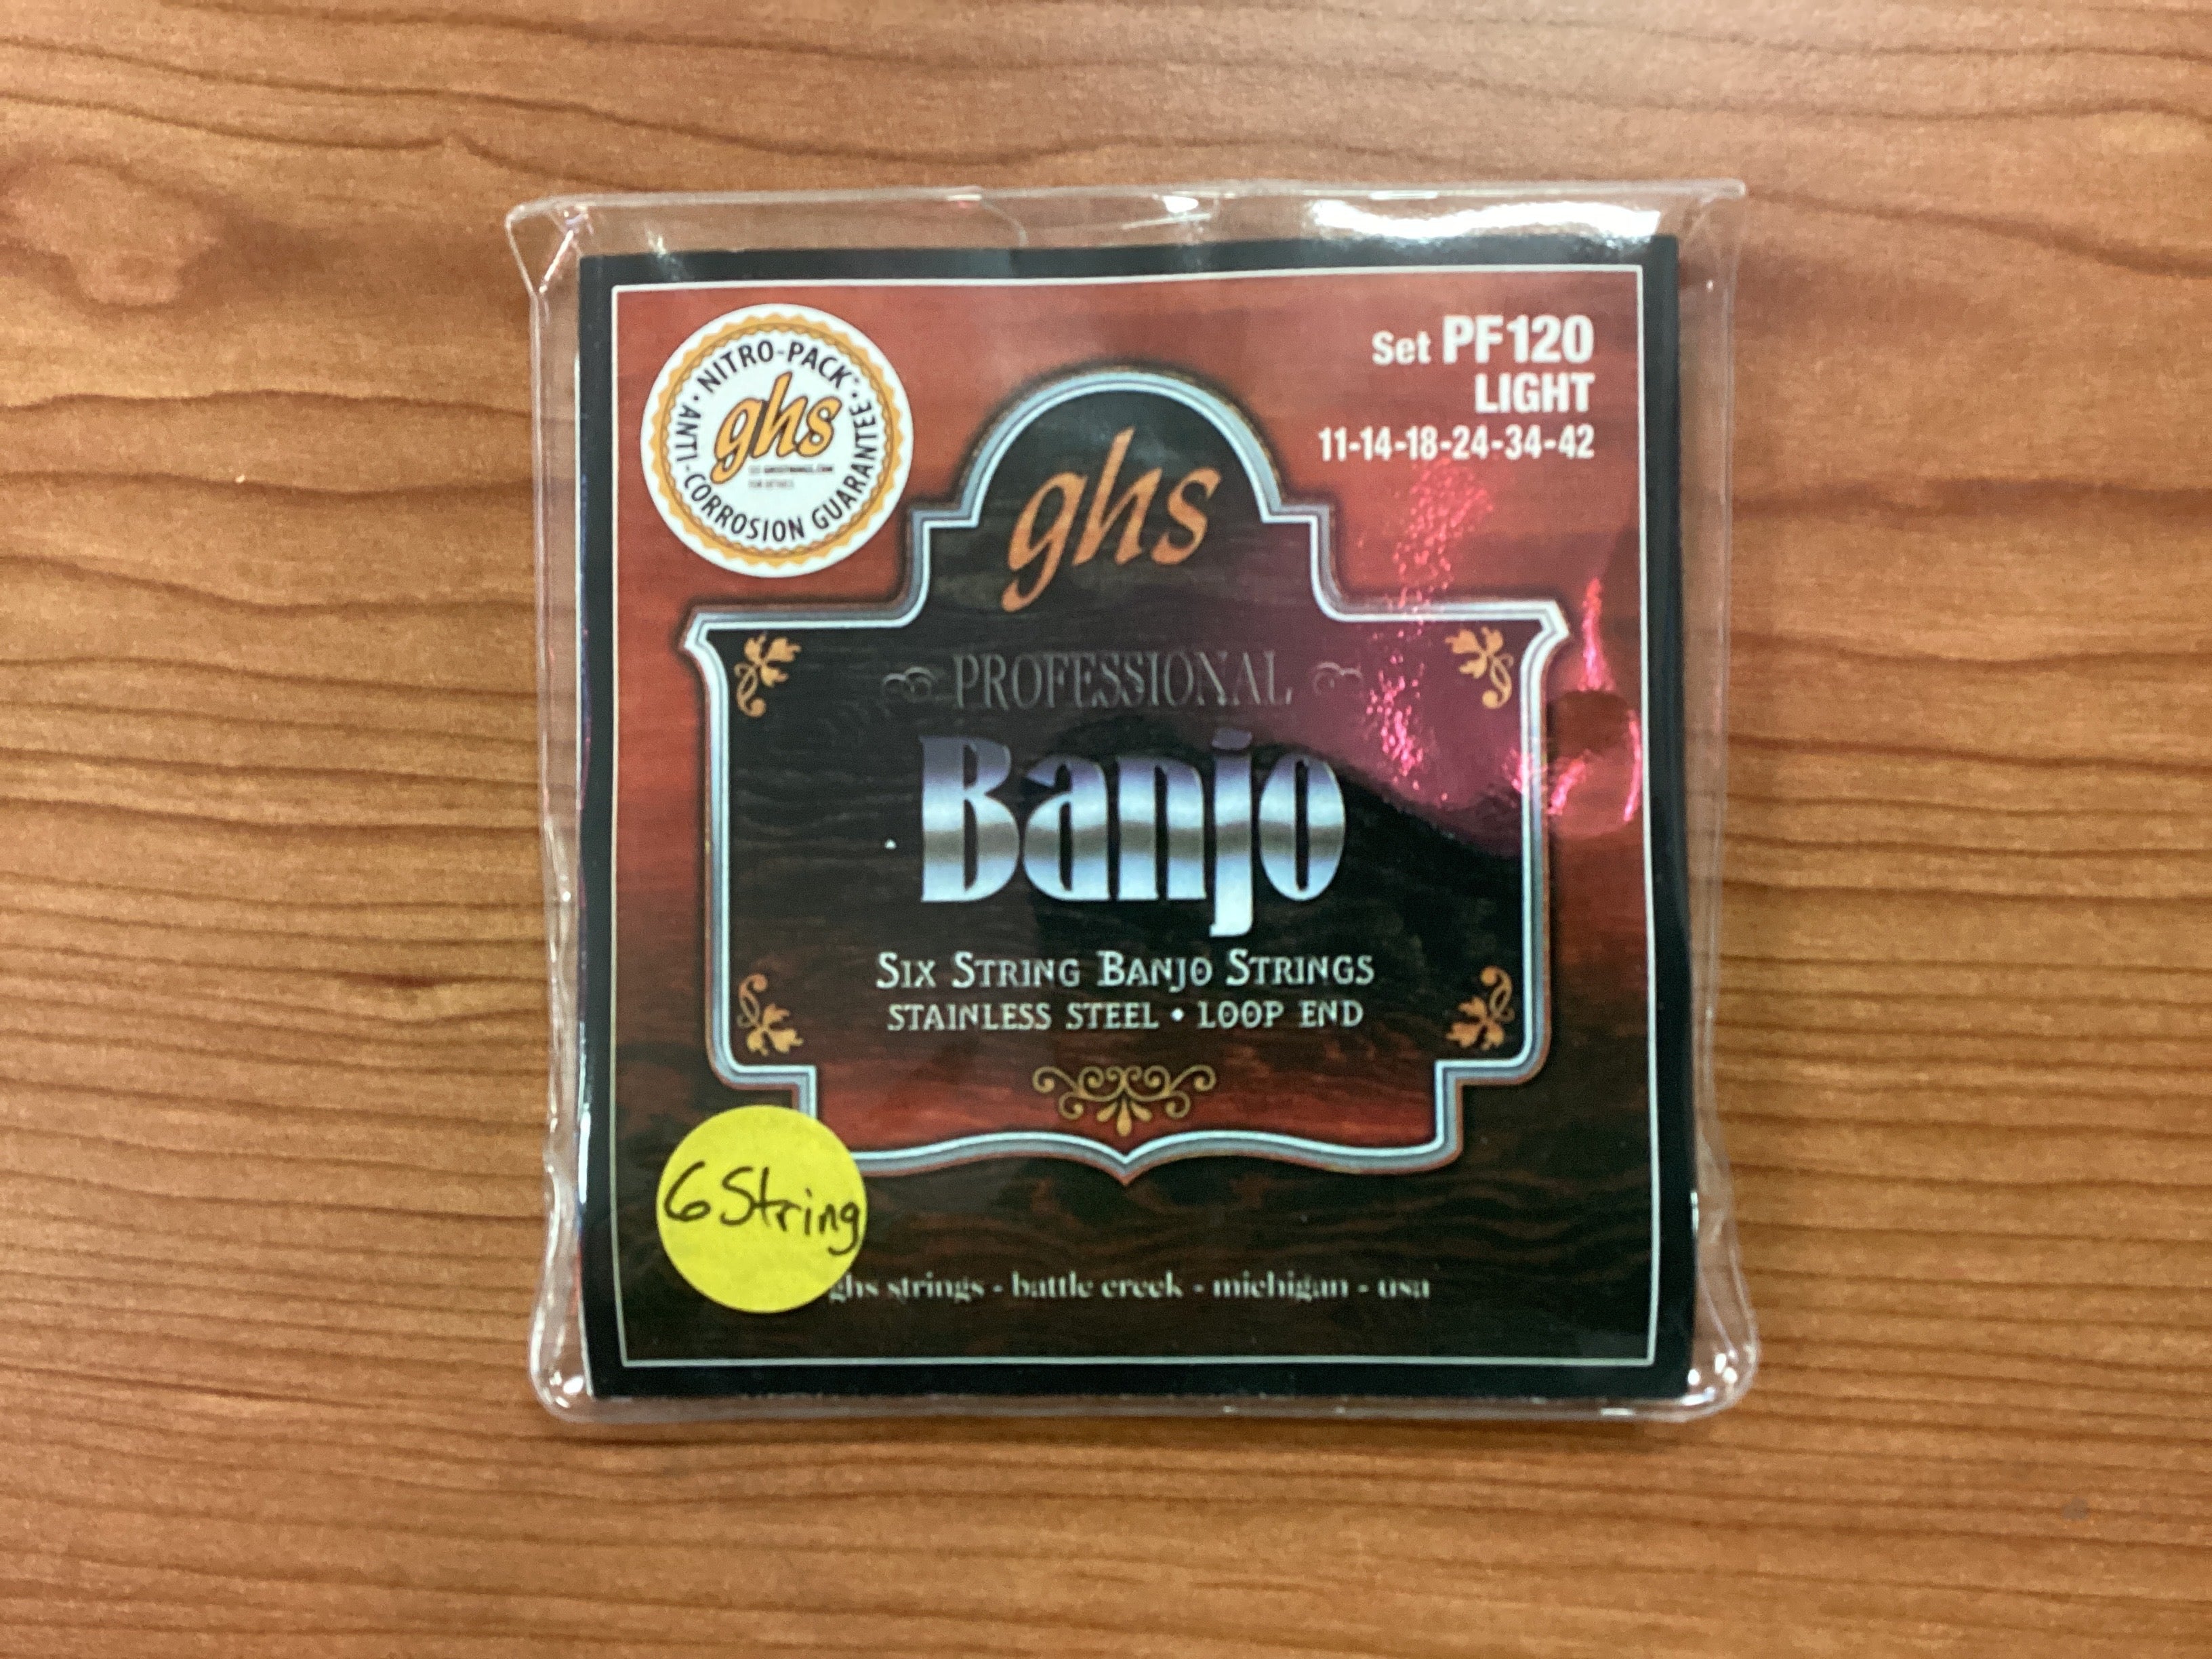 NITRO-PACK
ghs
ANTI-CORROSION GUARANTEE
Set PF120
LIGHT
11-14-18-24-34-42
ghs
PROFESSIONAL
Banjo
SIX STRING BANJO STRINGS
STAINLESS STEEL • LOOP END
6 String
ghs strings - battle creek - michigan - usa